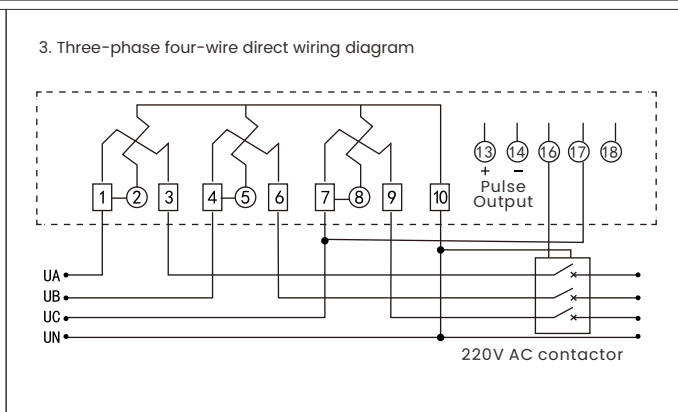 3. Three-phase four-wire direct wiring diagram
13 14 16 17 18
+ −
Pulse
Output
1 2 3 4 5 6 7 8 9 10
UA
UB
UC
UN
220V AC contactor